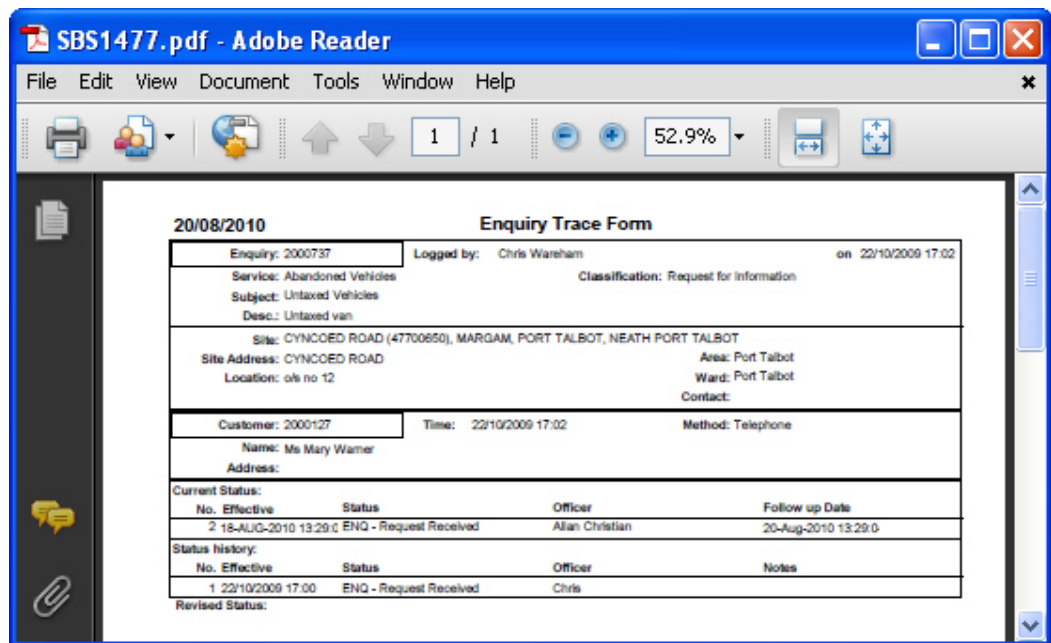 SBS1477.pdf - Adobe Reader
File Edit View Document Tools Window Help
1 / 1 52.9%
20/08/2010 Enquiry Trace Form
Enquiry: 2000737 Logged by: Chris Wareham on 22/10/2009 17:02
Service: Abandoned Vehicles Classification: Request for Information
Subject: Untaxed Vehicles
Desc.: Untaxed van
Site: CYNCOED ROAD (47700650), MARGAM, PORT TALBOT, NEATH PORT TALBOT
Site Address: CYNCOED ROAD Area: Port Talbot
Location: o/s no 12 Ward: Port Talbot
Contact:
Customer: 2000127 Time: 22/10/2009 17:02 Method: Telephone
Name: Ms Mary Warner
Address:
Current Status:
No. Effective Status Officer Follow up Date
2 18-AUG-2010 13:29:0 ENQ - Request Received Allan Christian 20-Aug-2010 13:29:0
Status history:
No. Effective Status Officer Notes
1 22/10/2009 17:00 ENQ - Request Received Chris
Revised Status: